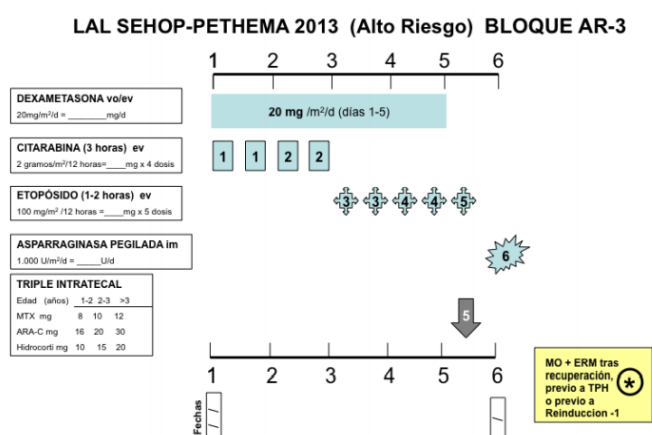 LAL SEHOP-PETHEMA 2013 (Alto Riesgo) BLOQUE AR-3
1 2 3 4 5 6
DEXAMETASONA vo/ev
20mg/m²/d = ________mg/d
20 mg /m²/d (días 1-5)
CITARABINA (3 horas) ev
2 gramos/m²/12 horas=____mg x 4 dosis
1 1 2 2
ETOPÓSIDO (1-2 horas) ev
100 mg/m² /12 horas =____mg x 5 dosis
3 3 4 4 5
ASPARRAGINASA PEGILADA im
1.000 U/m²/d = _____U/d
6
TRIPLE INTRATECAL
Edad (años) 1-2 2-3 >3
MTX mg 8 10 12
ARA-C mg 16 20 30
Hidrocorti mg 10 15 20
5
1 2 3 4 5 6
MO + ERM tras
recuperación,
previo a TPH
o previo a
Reinduccion -1
*
Fechas
/ /
/